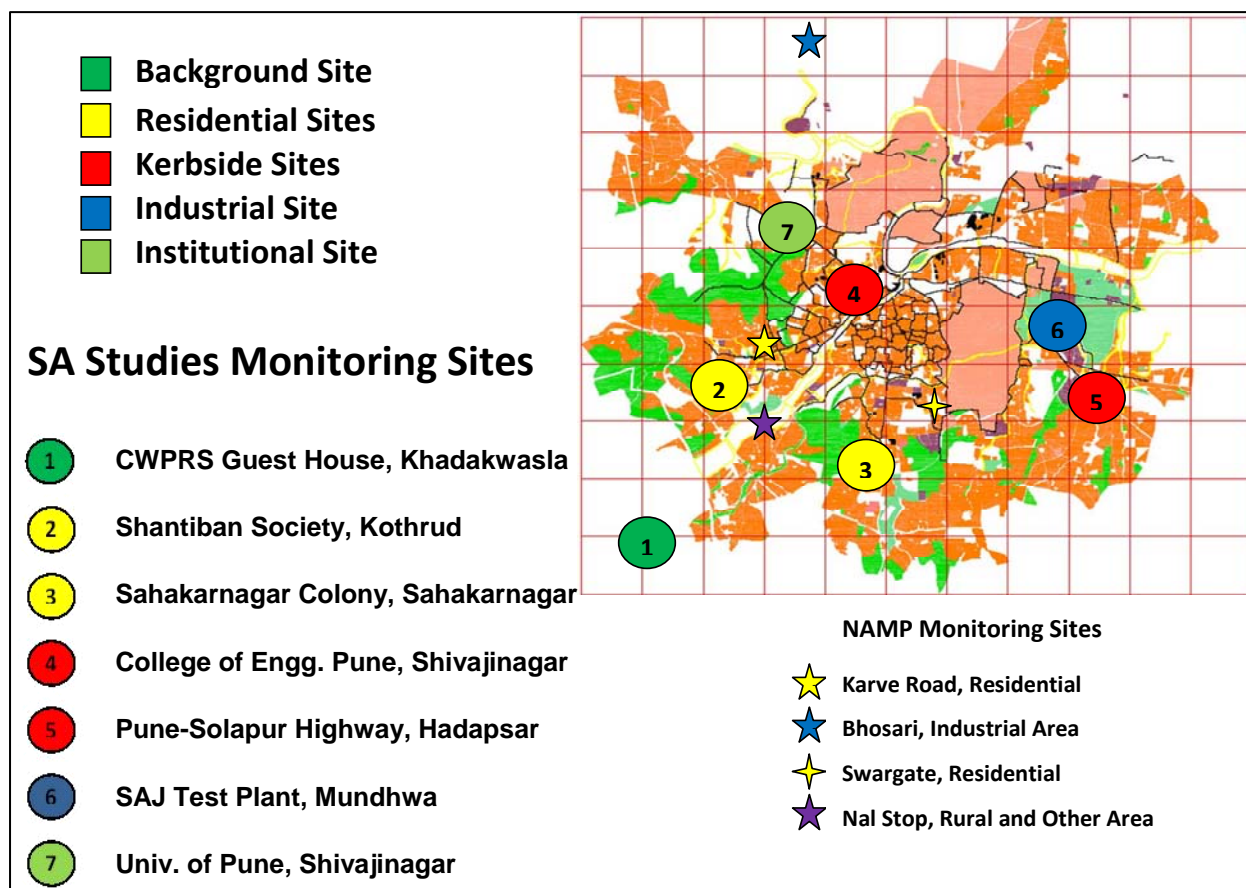 Background Site
Residential Sites
Kerbside Sites
Industrial Site
Institutional Site
SA Studies Monitoring Sites
1 CWPRS Guest House, Khadakwasla
2 Shantiban Society, Kothrud
3 Sahakarnagar Colony, Sahakarnagar
4 College of Engg. Pune, Shivajinagar
5 Pune-Solapur Highway, Hadapsar
6 SAJ Test Plant, Mundhwa
7 Univ. of Pune, Shivajinagar
7
4
6
2
5
3
1
NAMP Monitoring Sites
Karve Road, Residential
Bhosari, Industrial Area
Swargate, Residential
Nal Stop, Rural and Other Area